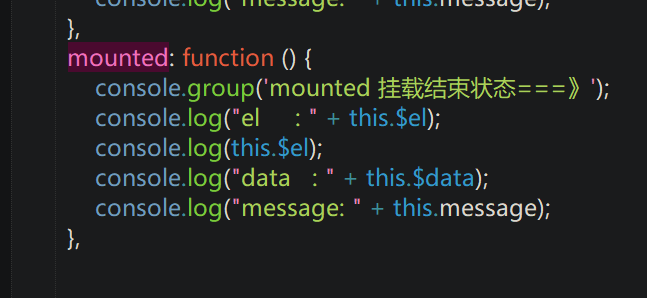 console.log("message: " + this.message);
},
mounted: function () {
console.group('mounted 挂载结束状态===》');
console.log("el     : " + this.$el);
console.log(this.$el);
console.log("data   : " + this.$data);
console.log("message: " + this.message);
},